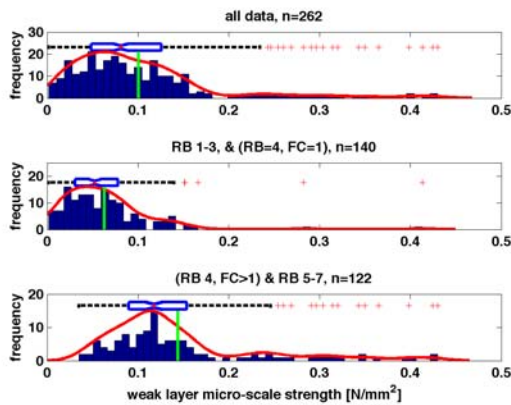 all data, n=262
frequency
30
20
10
0
0 0.1 0.2 0.3 0.4 0.5
RB 1-3, & (RB=4, FC=1), n=140
frequency
20
10
0
0 0.1 0.2 0.3 0.4 0.5
(RB 4, FC>1) & RB 5-7, n=122
frequency
20
10
0
0 0.1 0.2 0.3 0.4 0.5
weak layer micro-scale strength [N/mm²]